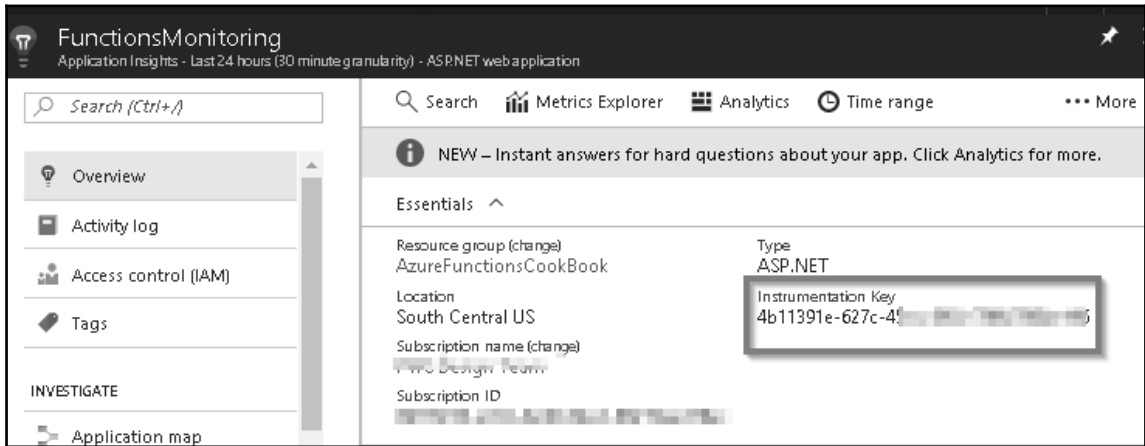 FunctionsMonitoring
Application Insights - Last 24 hours (30 minute granularity) - ASP.NET web application
Search (Ctrl+/)
Overview
Activity log
Access control (IAM)
Tags
INVESTIGATE
Application map
Search Metrics Explorer Analytics Time range ••• More
NEW – Instant answers for hard questions about your app. Click Analytics for more.
Essentials
Resource group (change)
AzureFunctionsCookBook
Location
South Central US
Subscription name (change)
Subscription ID
Type
ASP.NET
Instrumentation Key
4b11391e-627c-4